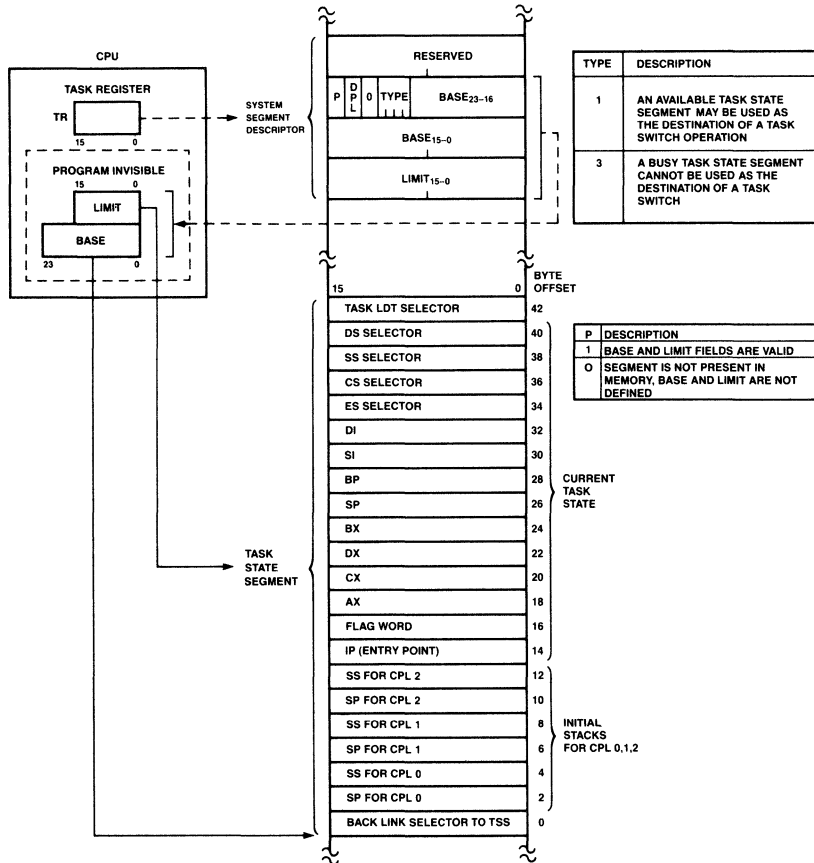 CPU
TASK REGISTER
TR
15 0
PROGRAM INVISIBLE
15 0
LIMIT
BASE
23 0
SYSTEM
SEGMENT
DESCRIPTOR
RESERVED
P DPL 0 TYPE BASE23–16
BASE15–0
LIMIT15–0
TYPE DESCRIPTION
1 AN AVAILABLE TASK STATE
SEGMENT MAY BE USED AS
THE DESTINATION OF A TASK
SWITCH OPERATION
3 A BUSY TASK STATE SEGMENT
CANNOT BE USED AS THE
DESTINATION OF A TASK
SWITCH
P DESCRIPTION
1 BASE AND LIMIT FIELDS ARE VALID
O SEGMENT IS NOT PRESENT IN
MEMORY, BASE AND LIMIT ARE NOT
DEFINED
TASK
STATE
SEGMENT
15 0
BYTE
OFFSET
TASK LDT SELECTOR 42
DS SELECTOR 40
SS SELECTOR 38
CS SELECTOR 36
ES SELECTOR 34
DI 32
SI 30
BP 28
SP 26
BX 24
DX 22
CX 20
AX 18
FLAG WORD 16
IP (ENTRY POINT) 14
SS FOR CPL 2 12
SP FOR CPL 2 10
SS FOR CPL 1 8
SP FOR CPL 1 6
SS FOR CPL 0 4
SP FOR CPL 0 2
BACK LINK SELECTOR TO TSS 0
CURRENT
TASK
STATE
INITIAL
STACKS
FOR CPL 0,1,2